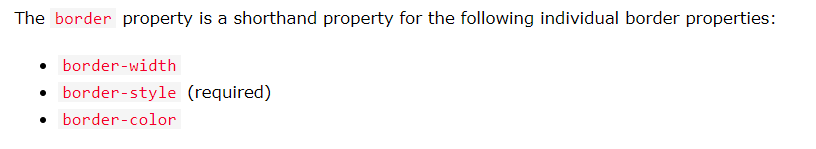 The border property is a shorthand property for the following individual border properties:
• border-width
• border-style (required)
• border-color